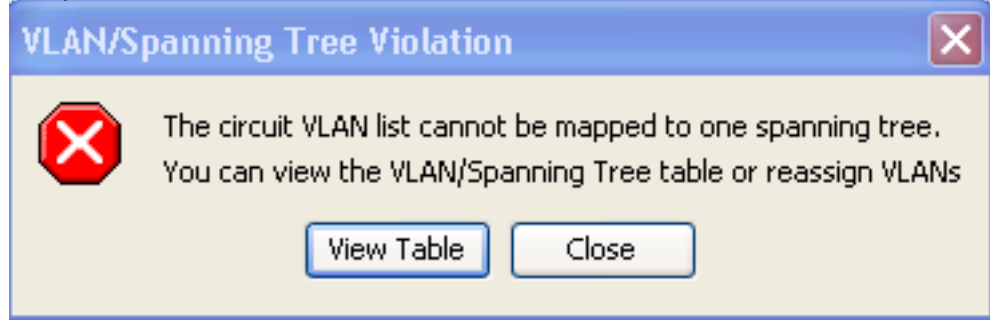 VLAN/Spanning Tree Violation
The circuit VLAN list cannot be mapped to one spanning tree.
You can view the VLAN/Spanning Tree table or reassign VLANs
View Table Close